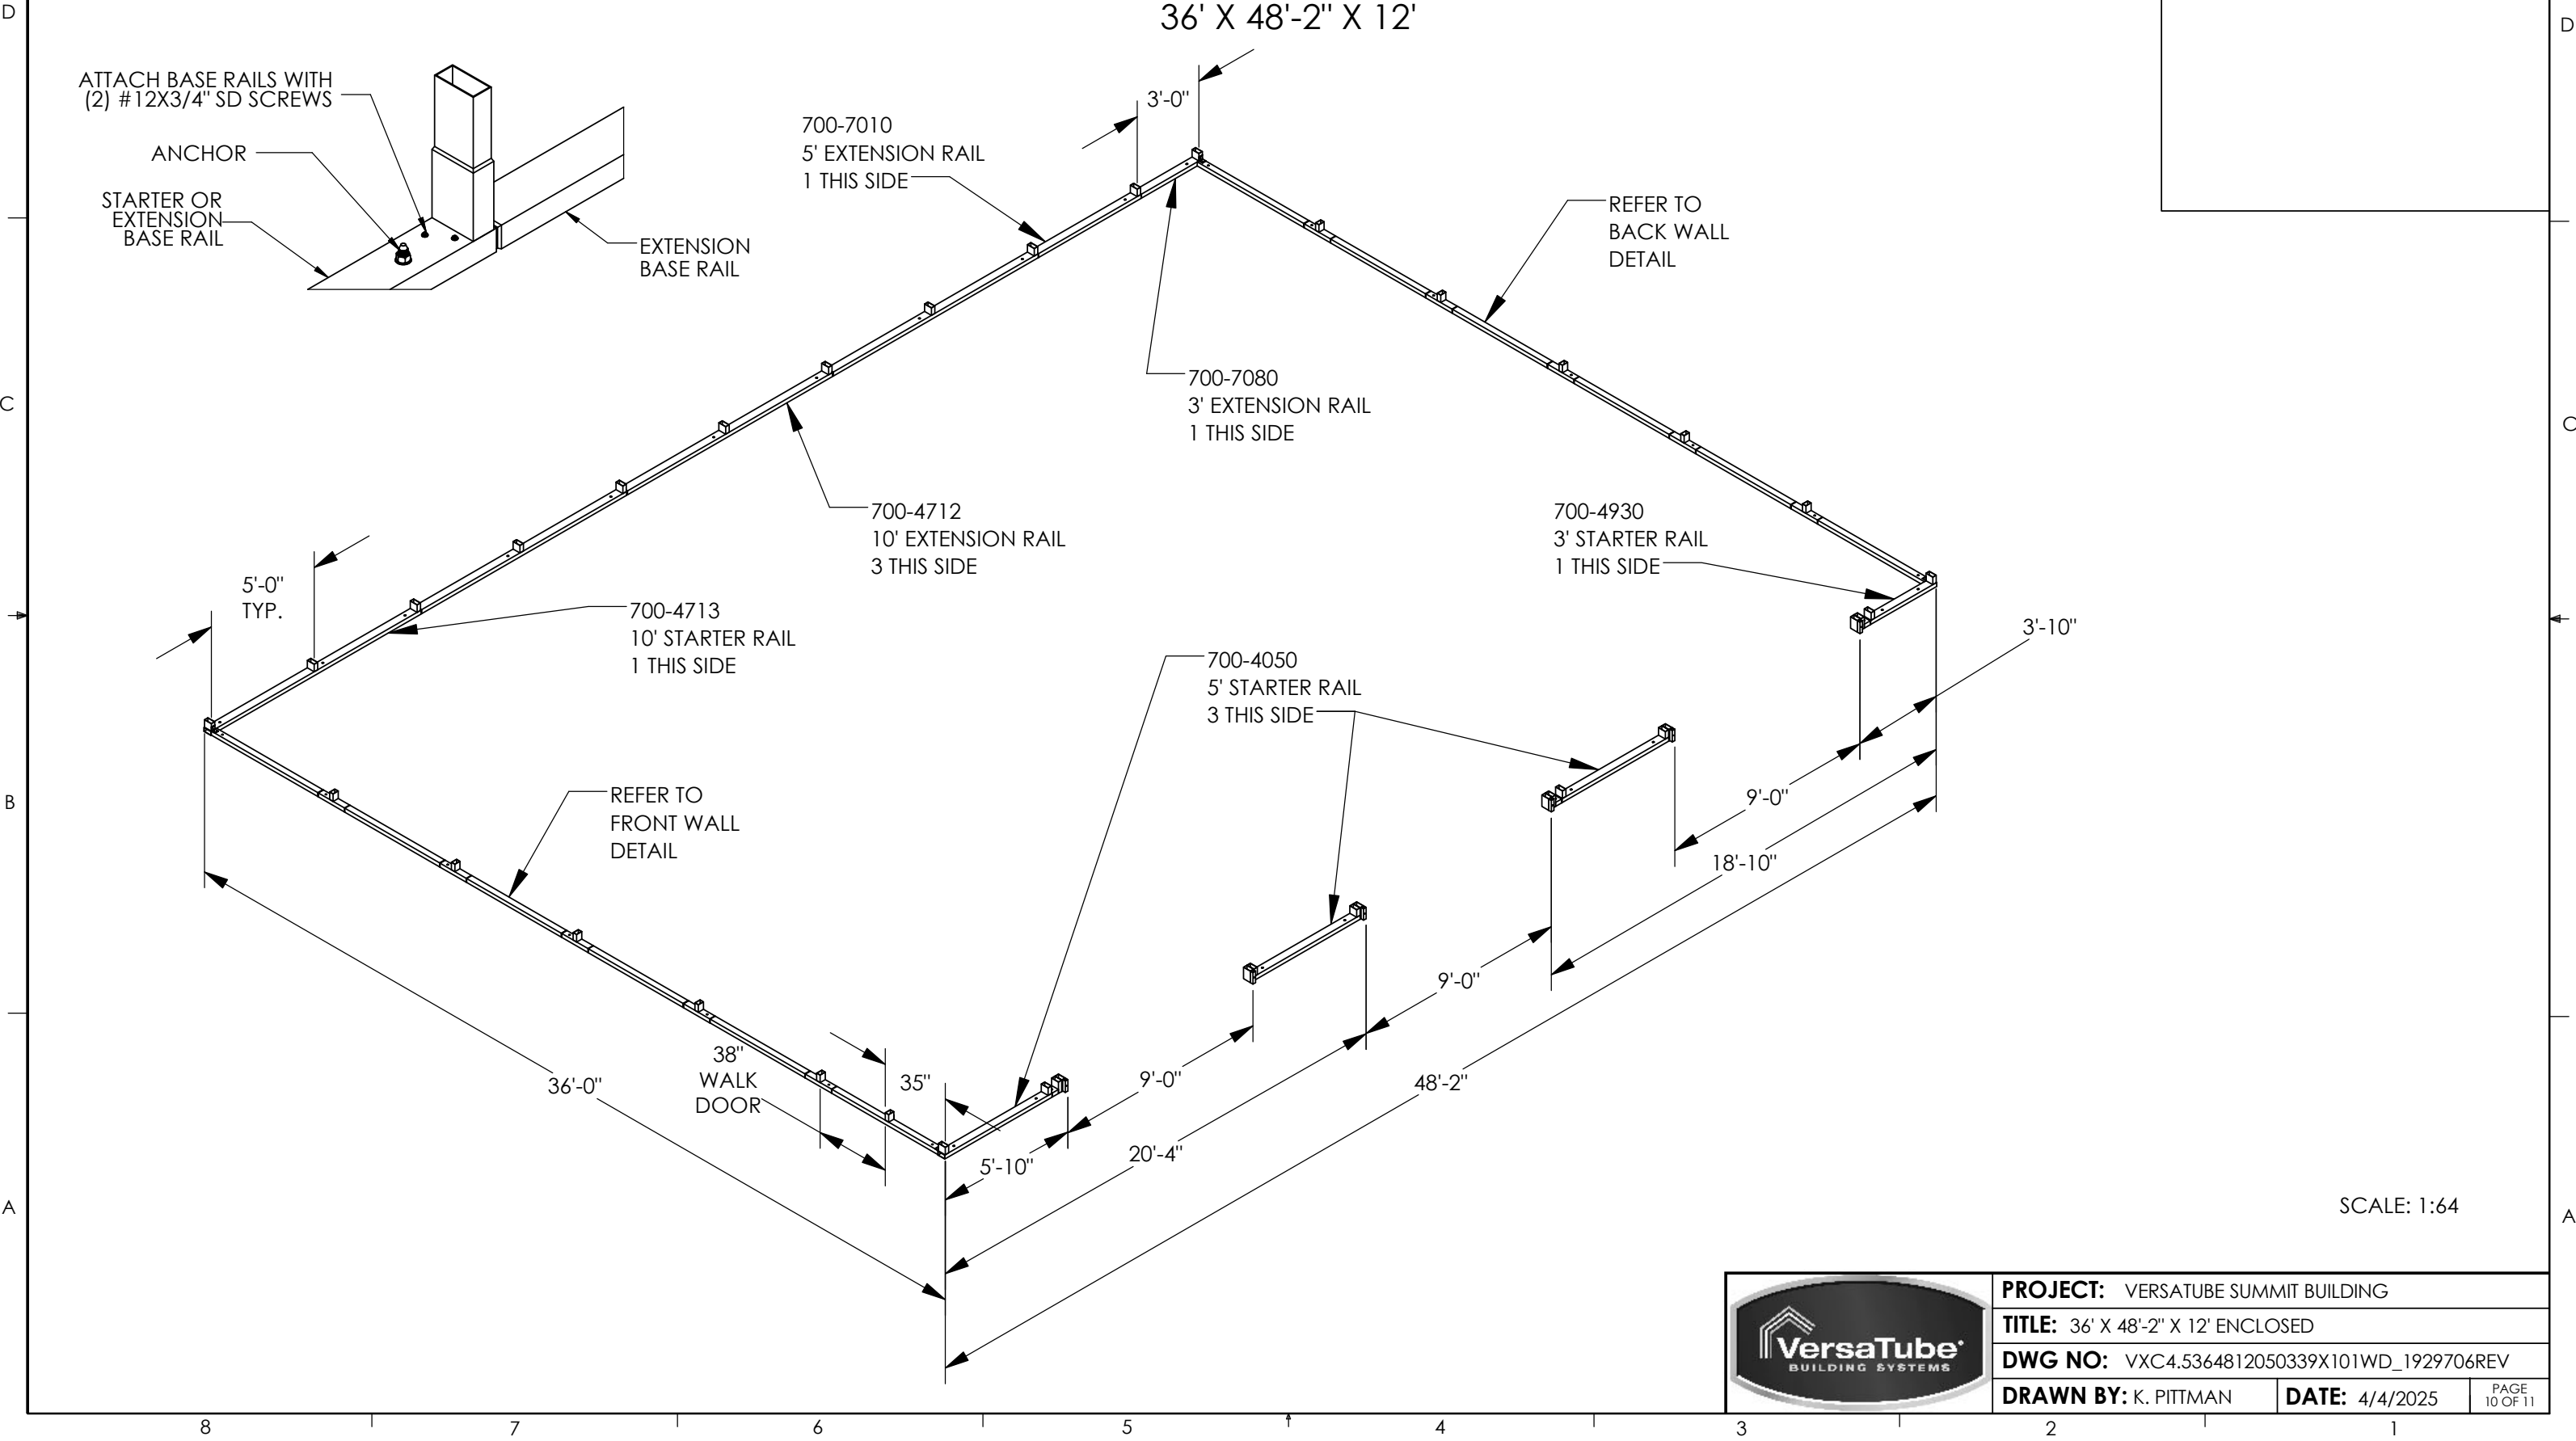 36' X 48'-2" X 12'
D
D
ATTACH BASE RAILS WITH
(2) #12X3/4" SD SCREWS
ANCHOR
STARTER OR
EXTENSION
BASE RAIL
EXTENSION
BASE RAIL
3'-0"
700-7010
5' EXTENSION RAIL
1 THIS SIDE
REFER TO
BACK WALL
DETAIL
C
C
700-7080
3' EXTENSION RAIL
1 THIS SIDE
700-4712
10' EXTENSION RAIL
3 THIS SIDE
700-4930
3' STARTER RAIL
1 THIS SIDE
5'-0"
TYP.
700-4713
10' STARTER RAIL
1 THIS SIDE
3'-10"
700-4050
5' STARTER RAIL
3 THIS SIDE
B
B
REFER TO
FRONT WALL
DETAIL
9'-0"
18'-10"
9'-0"
38"
WALK
DOOR
35"
9'-0"
48'-2"
36'-0"
20'-4"
5'-10"
A
A
SCALE: 1:64
VersaTube
BUILDING SYSTEMS
PROJECT: VERSATUBE SUMMIT BUILDING
TITLE: 36' X 48'-2" X 12' ENCLOSED
DWG NO: VXC4.5364812050339X101WD_1929706REV
DRAWN BY: K. PITTMAN
DATE: 4/4/2025
PAGE
10 OF 11
8
7
6
5
4
3
2
1